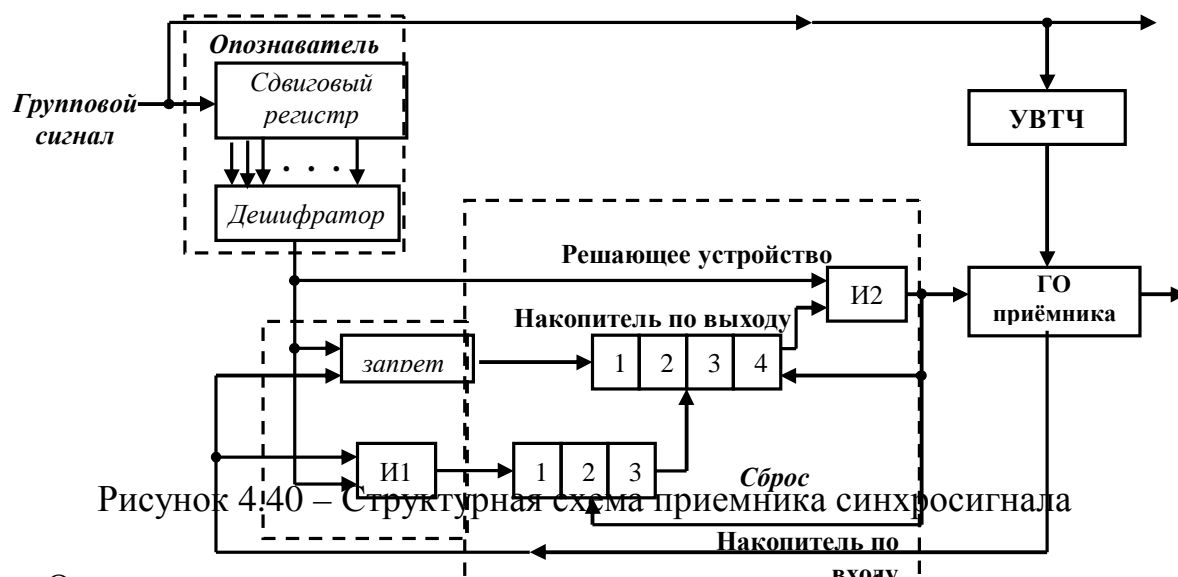 Опознаватель
Сдвиговый
регистр
Групповой
сигнал
УВТЧ
. . .
Дешифратор
Решающее устройство
И2
ГО
приёмника
Накопитель по выходу
запрет
1 2 3 4
И1
1 2 3
Сброс
Рисунок 4.40 – Структурная схема приемника синхросигнала
Накопитель по
входу